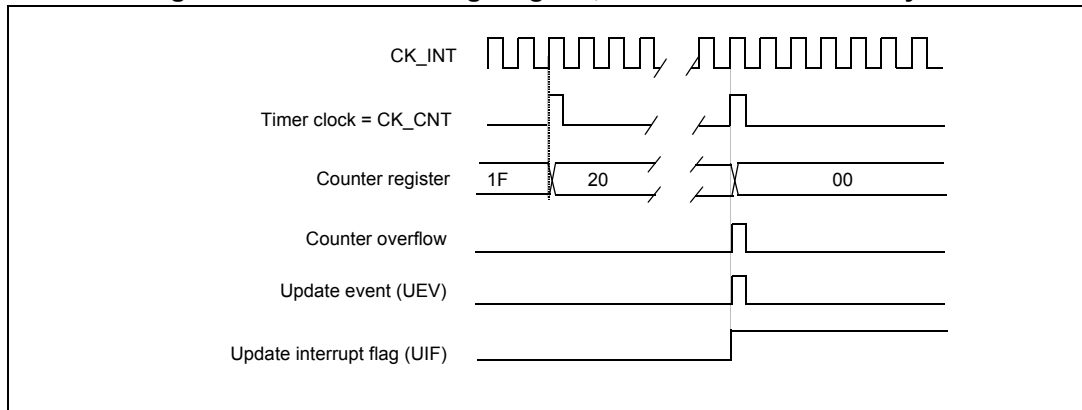 CK_INT
Timer clock = CK_CNT
Counter register 1F 20 00
Counter overflow
Update event (UEV)
Update interrupt flag (UIF)